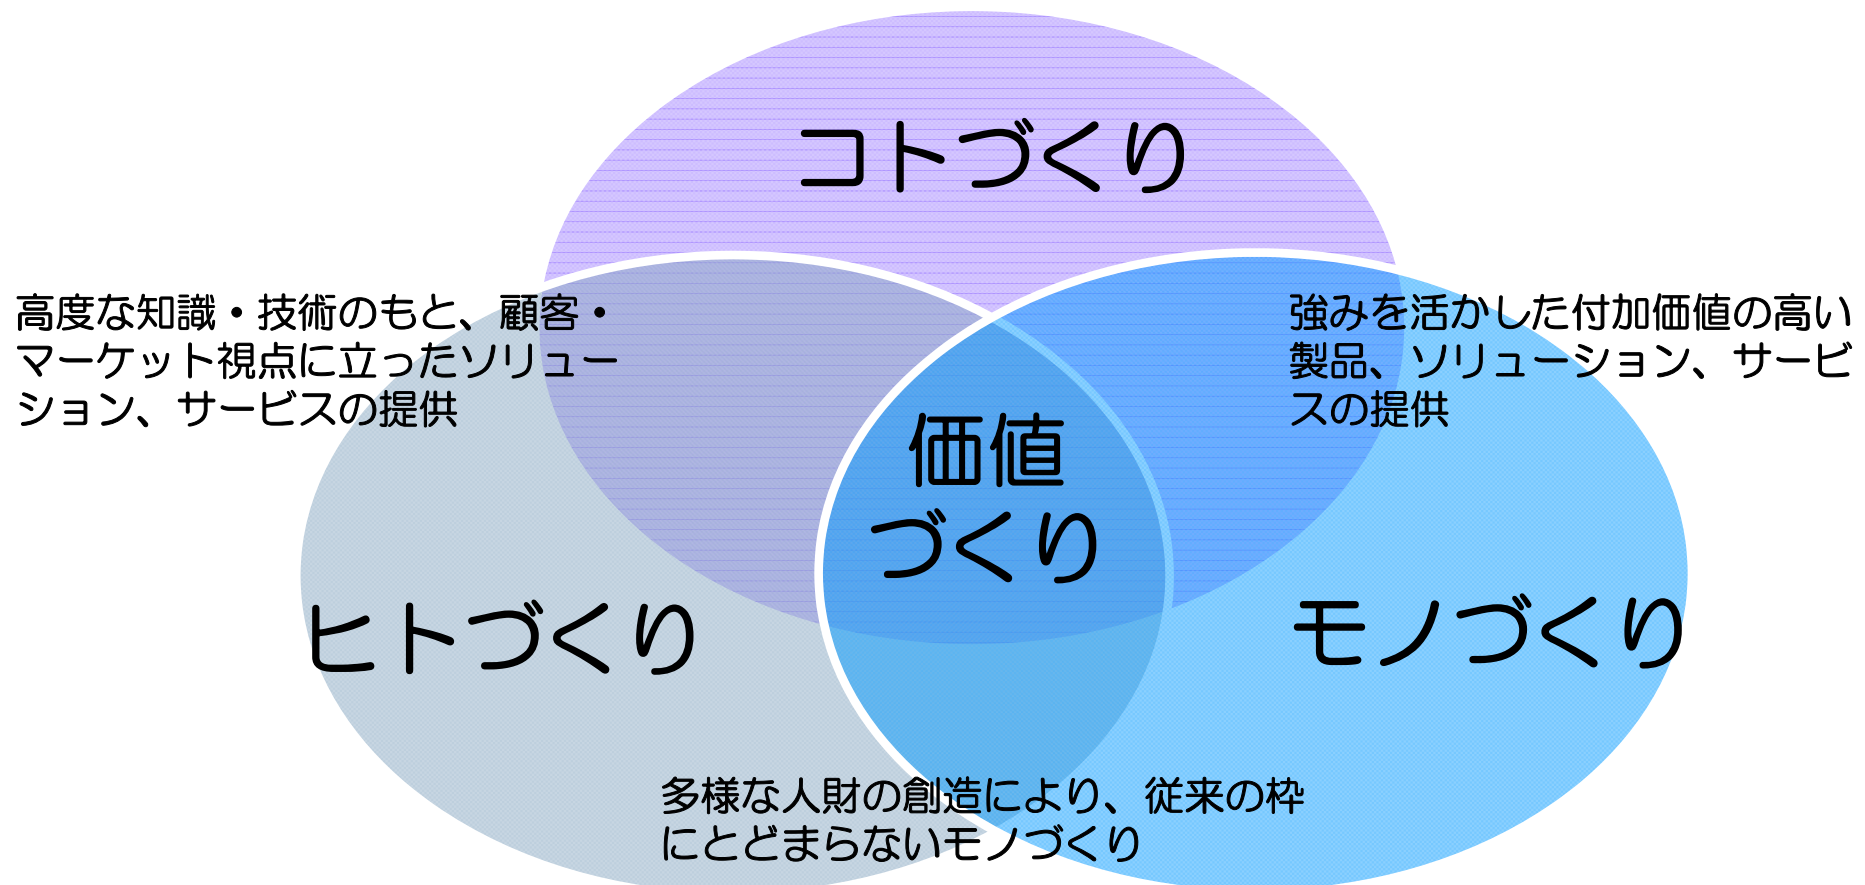 コトづくり
高度な知識・技術のもと、顧客・
マーケット視点に立ったソリュー
ション、サービスの提供
強みを活かした付加価値の高い
製品、ソリューション、サービ
スの提供
価値
づくり
ヒトづくり
モノづくり
多様な人財の創造により、従来の枠
にとどまらないモノづくり